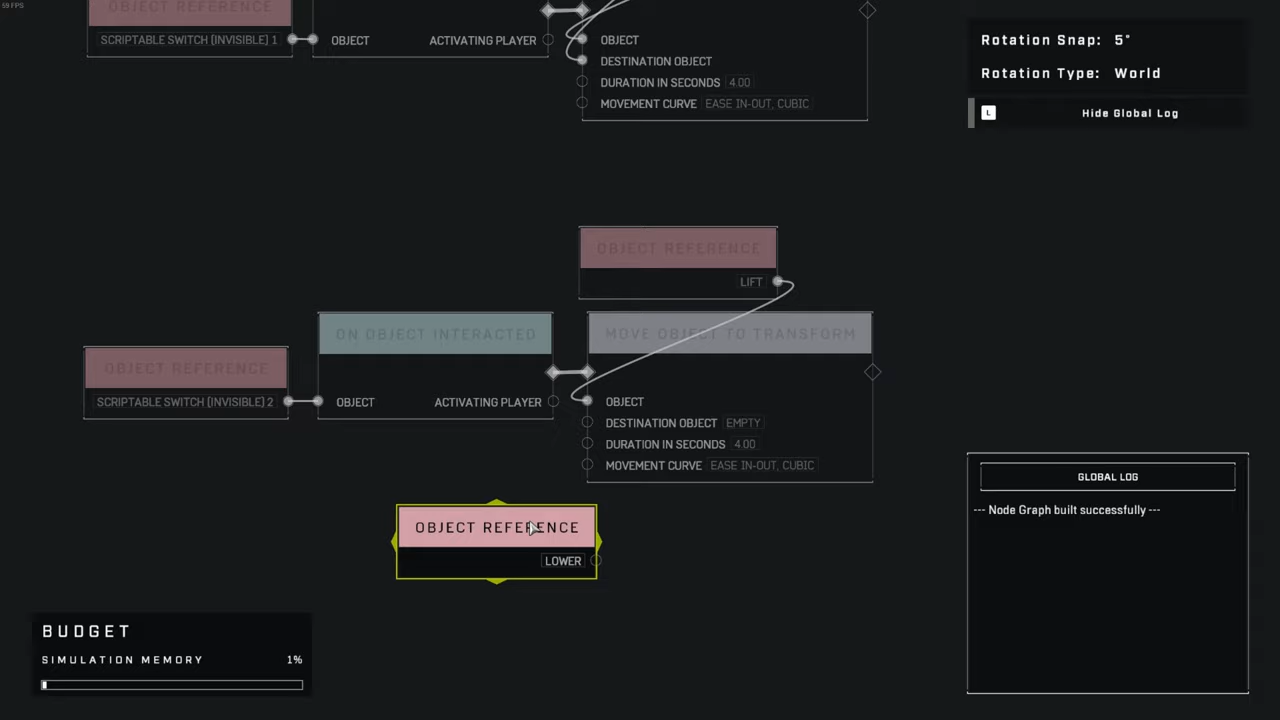 59 FPS
OBJECT REFERENCE
SCRIPTABLE SWITCH (INVISIBLE) 1
OBJECT
ACTIVATING PLAYER
OBJECT
DESTINATION OBJECT
DURATION IN SECONDS 4.00
MOVEMENT CURVE EASE IN-OUT, CUBIC
Rotation Snap: 5°
Rotation Type: World
L Hide Global Log
OBJECT REFERENCE
LIFT
ON OBJECT INTERACTED
MOVE OBJECT TO TRANSFORM
OBJECT REFERENCE
SCRIPTABLE SWITCH (INVISIBLE) 2
OBJECT
ACTIVATING PLAYER
OBJECT
DESTINATION OBJECT EMPTY
DURATION IN SECONDS 4.00
MOVEMENT CURVE EASE IN-OUT, CUBIC
OBJECT REFERENCE
LOWER
GLOBAL LOG
--- Node Graph built successfully ---
BUDGET
SIMULATION MEMORY 1%